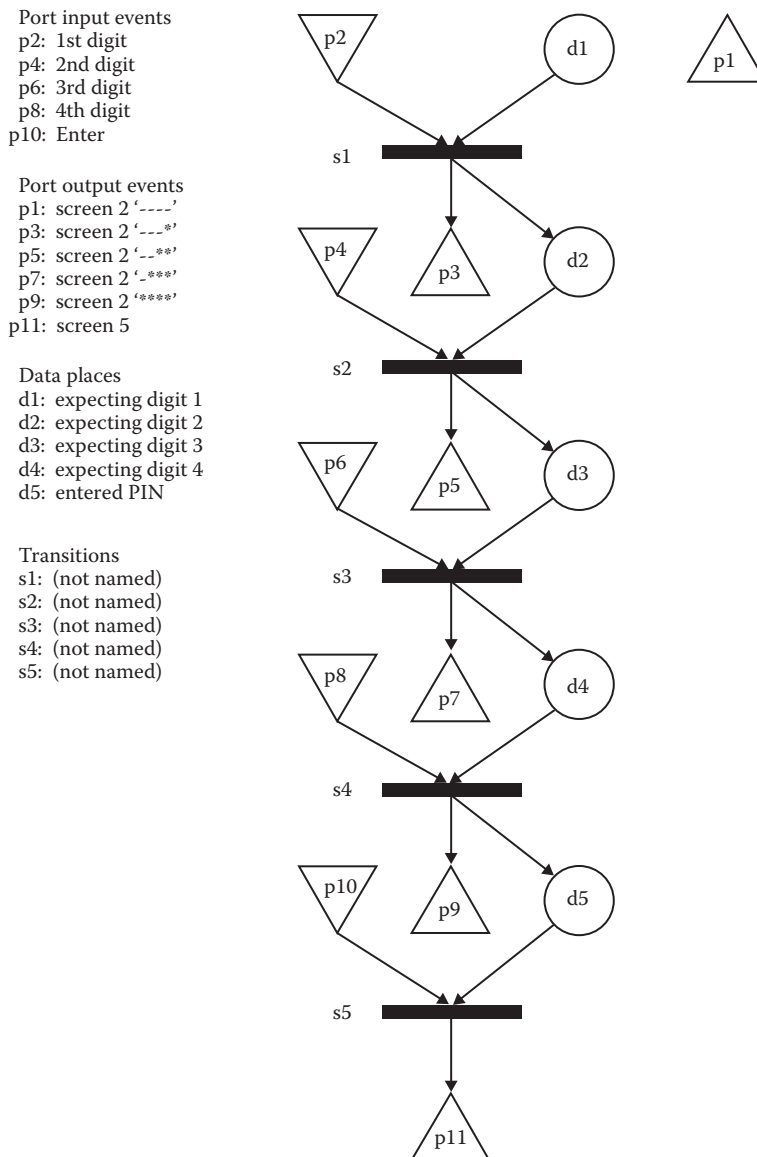 Port input events
p2: 1st digit
p4: 2nd digit
p6: 3rd digit
p8: 4th digit
p10: Enter
Port output events
p1: screen 2 ‘----’
p3: screen 2 ‘---*’
p5: screen 2 ‘--**’
p7: screen 2 ‘-***’
p9: screen 2 ‘****’
p11: screen 5
Data places
d1: expecting digit 1
d2: expecting digit 2
d3: expecting digit 3
d4: expecting digit 4
d5: entered PIN
Transitions
s1: (not named)
s2: (not named)
s3: (not named)
s4: (not named)
s5: (not named)
p2
d1
p1
s1
p4
p3
d2
s2
p6
p5
d3
s3
p8
p7
d4
s4
p10
p9
d5
s5
p11